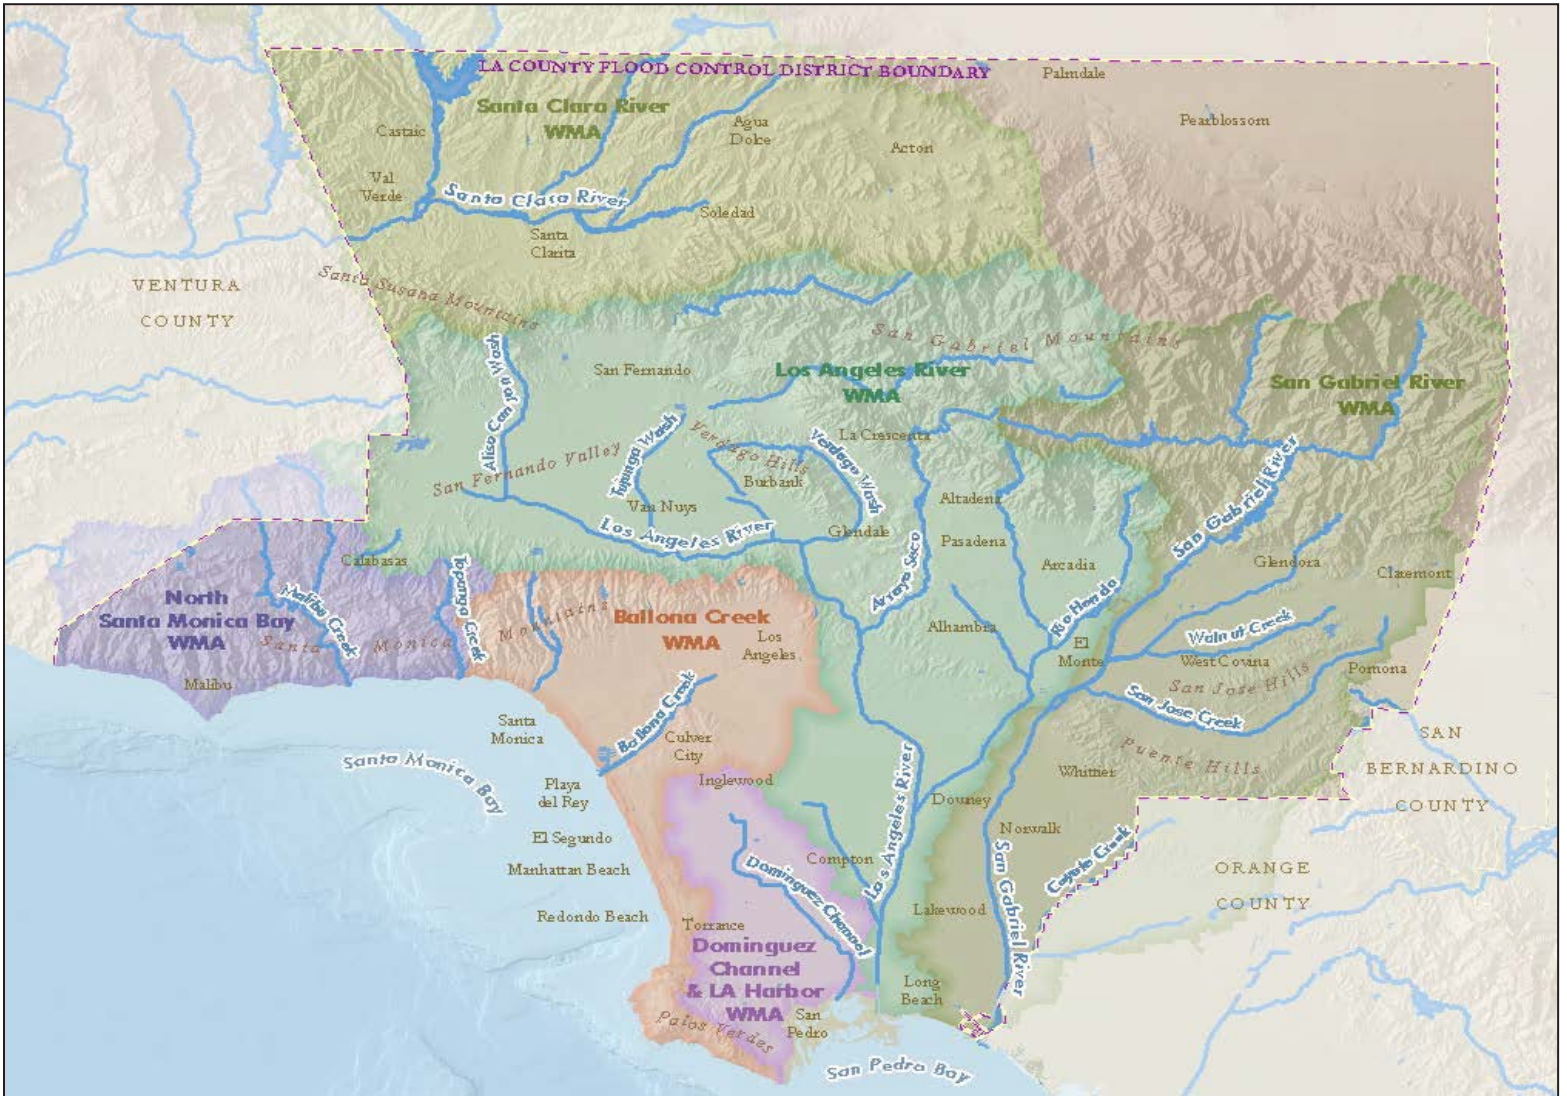 LA COUNTY FLOOD CONTROL DISTRICT BOUNDARY
Palmdale
Santa Clara River
WMA
Pearblossom
Castaic
Agua
Dolce
Acton
Val
Verde
Santa Clara River
Soledad
Santa
Clarita
VENTURA
COUNTY
Santa Susana Mountains
San Gabriel Mountains
Aliso Canyon Wash
San Fernando
Los Angeles River
WMA
San Gabriel River
WMA
La Crescenta
Verdugo Hills
Verdugo Wash
Tujunga Wash
San Fernando Valley
Burbank
Van Nuys
Altadena
San Gabriel River
Los Angeles River
Glendale
Pasadena
Arroyo Seco
Arcadia
Glendora
Claremont
Calabasas
Topanga Creek
Malibu Creek
North
Santa Monica Bay
WMA
Santa Monica Mountains
Ballona Creek
WMA
Los
Angeles
Alhambra
Rio Hondo
El
Monte
Walnut Creek
West Covina
San Jose Hills
Pomona
Malibu
San Jose Creek
Santa
Monica
Ballona Creek
Culver
City
Puente Hills
Whittier
SAN
BERNARDINO
COUNTY
Santa Monica Bay
Inglewood
Playa
del Rey
Los Angeles River
Downey
Norwalk
El Segundo
Compton
Coyote Creek
Manhattan Beach
Dominguez Channel
San Gabriel River
ORANGE
COUNTY
Redondo Beach
Torrance
Lakewood
Dominguez
Channel
& LA Harbor
WMA
Long
Beach
San
Pedro
Palos Verdes
San Pedro Bay